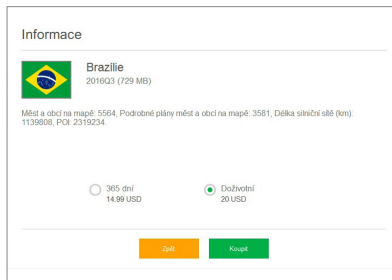 Informace
Brazílie
2016Q3 (729 MB)
Měst a obcí na mapě: 5564, Podrobné plány měst a obcí na mapě: 3581, Délka silniční sítě (km):
1139808, POI: 2319234.
365 dní
14.99 USD
Doživotní
20 USD
Zpět
Koupit